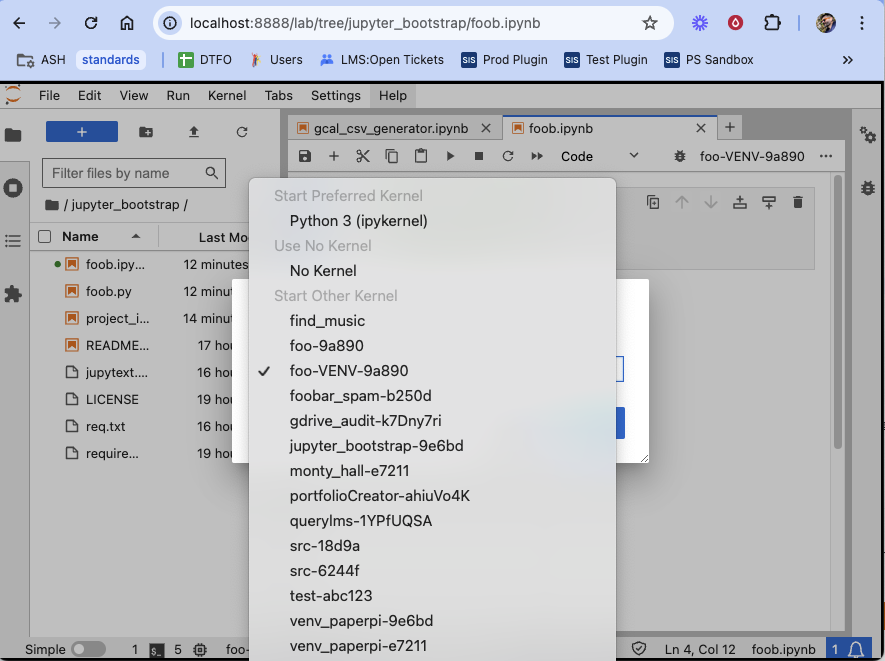 localhost:8888/lab/tree/jupyter_bootstrap/foob.ipynb
ASH standards DTFO Users LMS:Open Tickets SIS Prod Plugin SIS Test Plugin SIS PS Sandbox »
File Edit View Run Kernel Tabs Settings Help
gcal_csv_generator.ipynb foob.ipynb
Code foo-VENV-9a890
Filter files by name
/ jupyter_bootstrap /
Name Last Mo
foob.ipy... 12 minutes
foob.py 12 minu
project_i... 14 minu
README... 17 hou
jupytext.... 16 hou
LICENSE 19 hou
req.txt 16 hou
require... 19 hou
Start Preferred Kernel
Python 3 (ipykernel)
Use No Kernel
No Kernel
Start Other Kernel
find_music
foo-9a890
foo-VENV-9a890
foobar_spam-b250d
gdrive_audit-k7Dny7ri
jupyter_bootstrap-9e6bd
monty_hall-e7211
portfolioCreator-ahiuVo4K
querylms-1YPfUQSA
src-18d9a
src-6244f
test-abc123
venv_paperpi-9e6bd
venv_paperpi-e7211
Simple 1 $_ 5 foo- Ln 4, Col 12 foob.ipynb 1